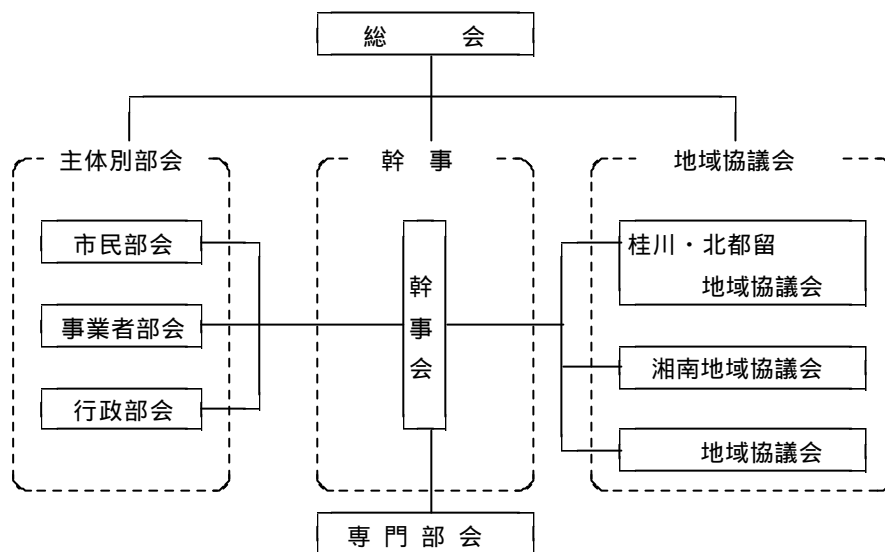 総 会
主体別部会
幹 事
地域協議会
市民部会
事業者部会
行政部会
幹事会
桂川・北都留
地域協議会
湘南地域協議会
地域協議会
専 門 部 会